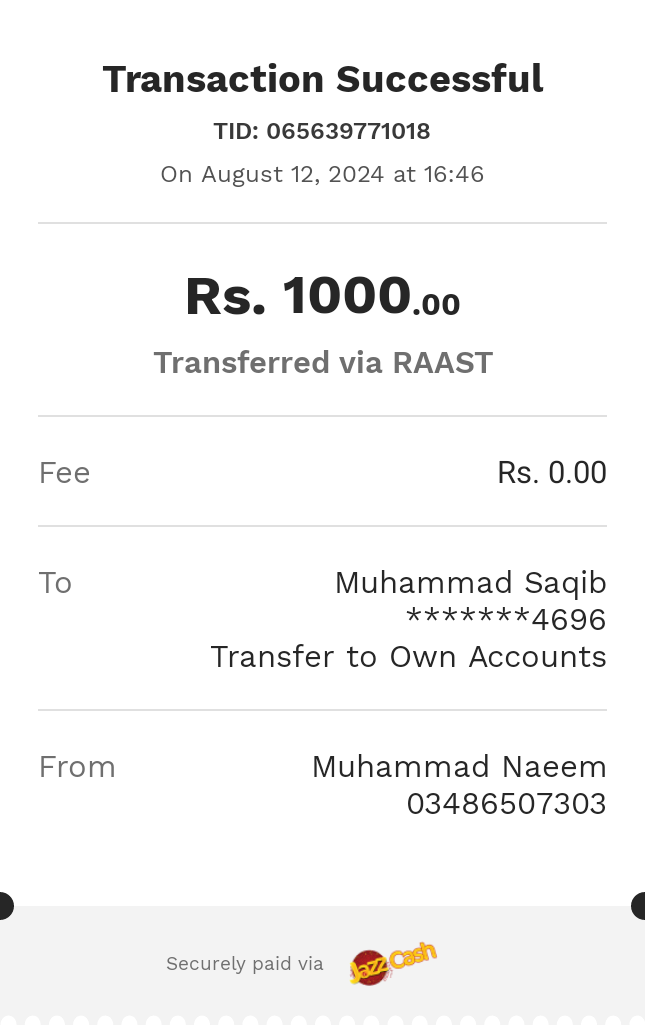 Transaction Successful
TID: 065639771018
On August 12, 2024 at 16:46
Rs. 1000.00
Transferred via RAAST
Fee Rs. 0.00
To Muhammad Saqib
*******4696
Transfer to Own Accounts
From Muhammad Naeem
03486507303
Securely paid via JazzCash